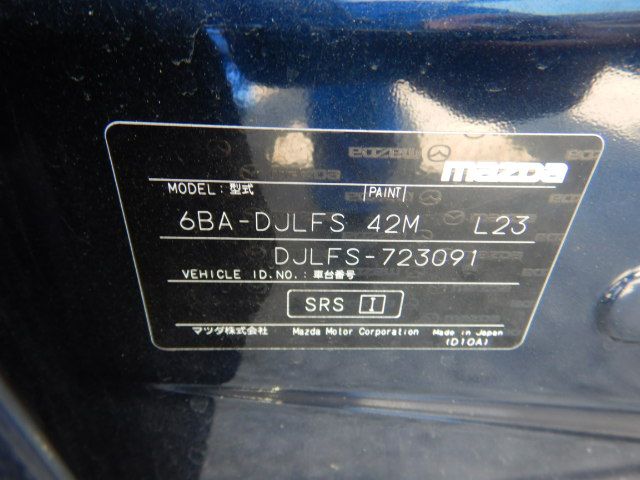 mazda
MODEL:型式 PAINT
6BA-DJLFS 42M L23
DJLFS-723091
VEHICLE ID.NO.:車台番号
SRS I
マツダ株式会社 Mazda Motor Corporation Made in Japan
(D10A)